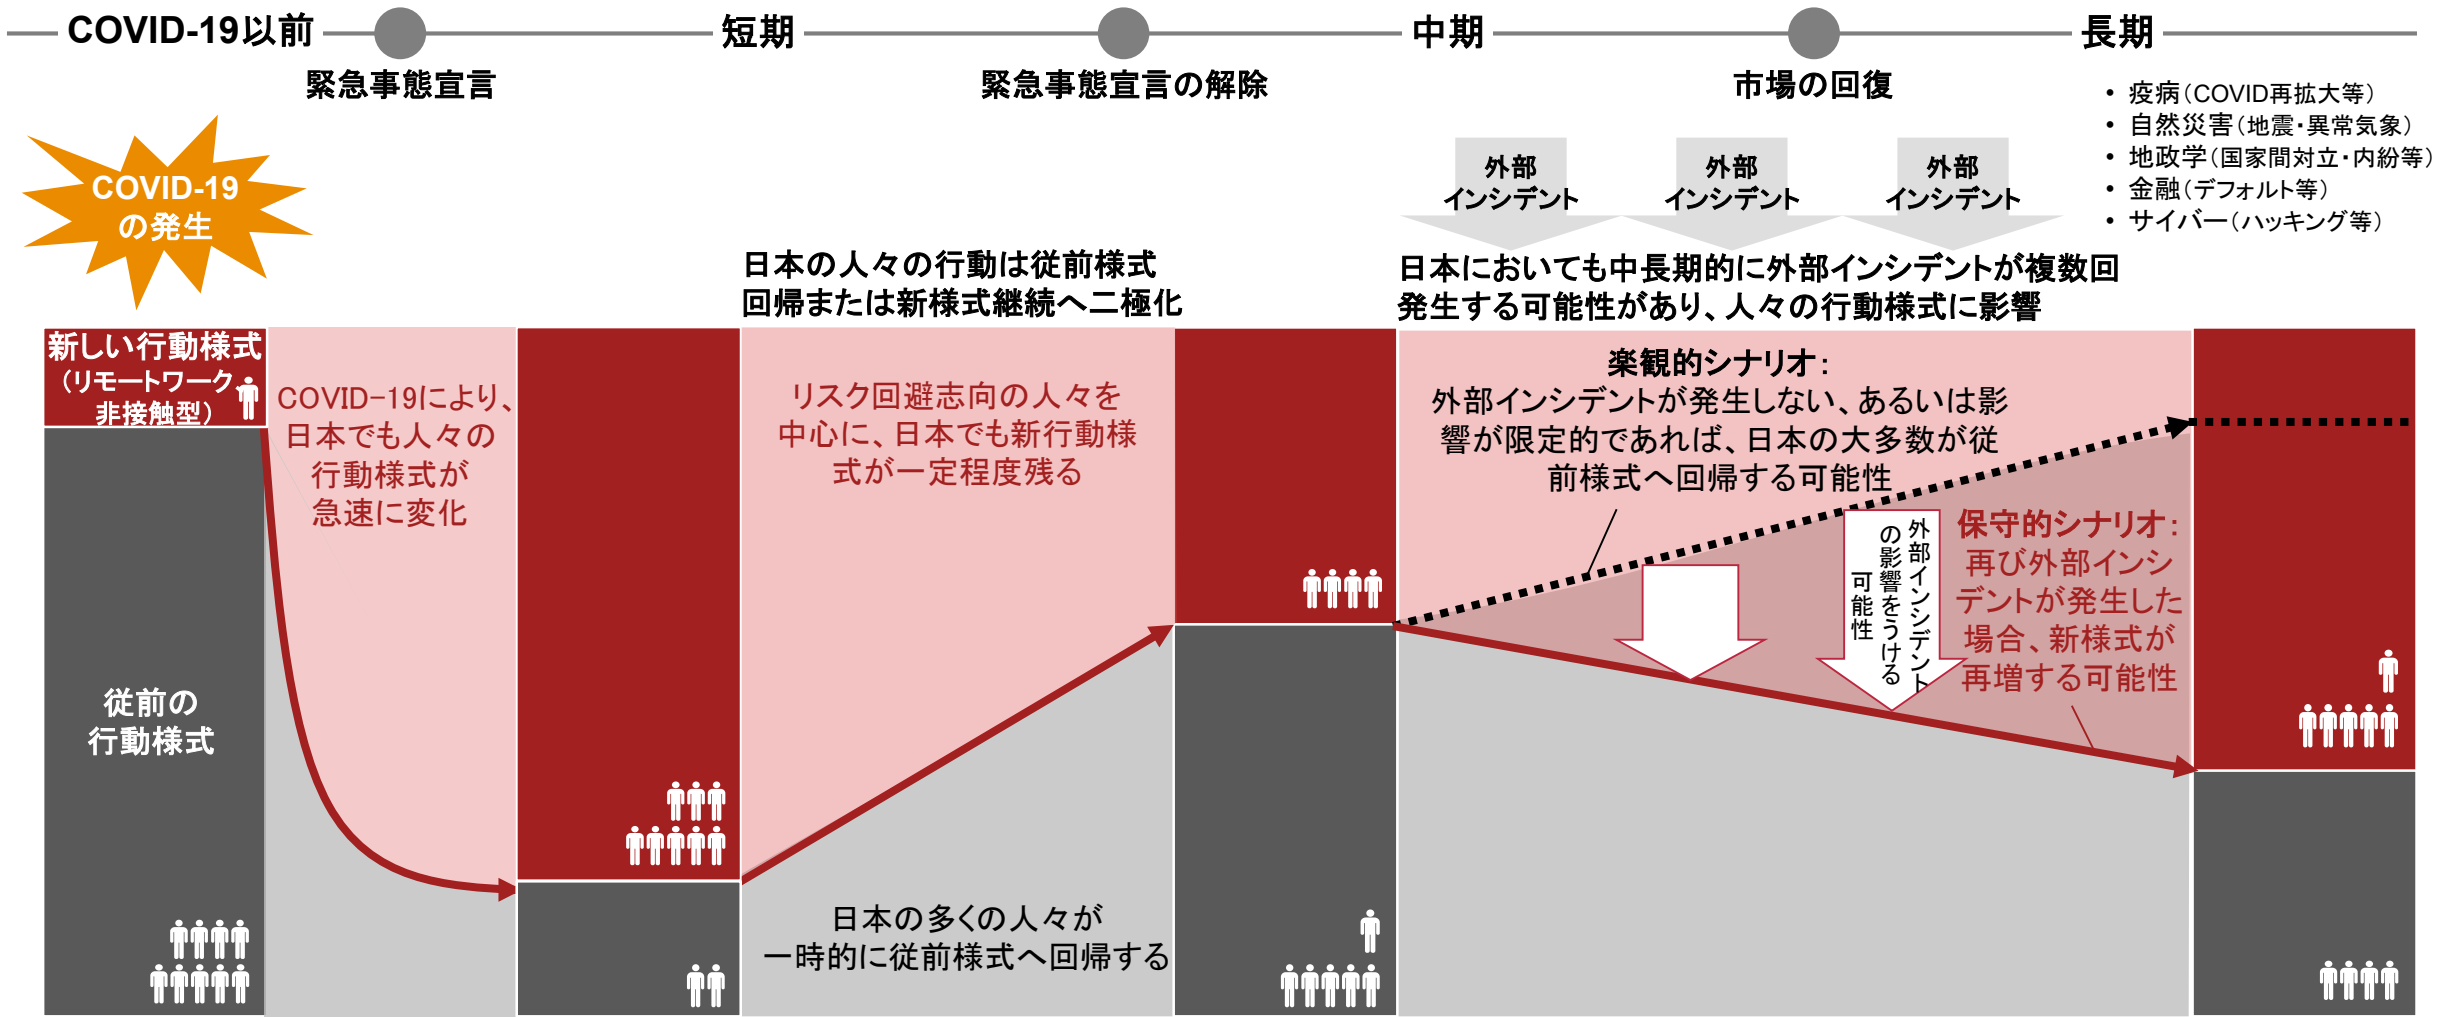 COVID-19以前
短期
中期
長期
緊急事態宣言
緊急事態宣言の解除
市場の回復
• 疫病（COVID再拡大等）
• 自然災害（地震・異常気象）
• 地政学（国家間対立・内紛等）
• 金融（デフォルト等）
• サイバー（ハッキング等）
COVID-19
の発生
外部
インシデント
外部
インシデント
外部
インシデント
日本の人々の行動は従前様式
回帰または新様式継続へ二極化
日本においても中長期的に外部インシデントが複数回
発生する可能性があり、人々の行動様式に影響
新しい行動様式
（リモートワーク、
非接触型）
従前の
行動様式
COVID-19により、
日本でも人々の
行動様式が
急速に変化
リスク回避志向の人々を
中心に、日本でも新行動様
式が一定程度残る
日本の多くの人々が
一時的に従前様式へ回帰する
楽観的シナリオ：
外部インシデントが発生しない、あるいは影
響が限定的であれば、日本の大多数が従
前様式へ回帰する可能性
外部インシデント
の影響をうける
可能性
保守的シナリオ：
再び外部インシ
デントが発生した
場合、新様式が
再増する可能性